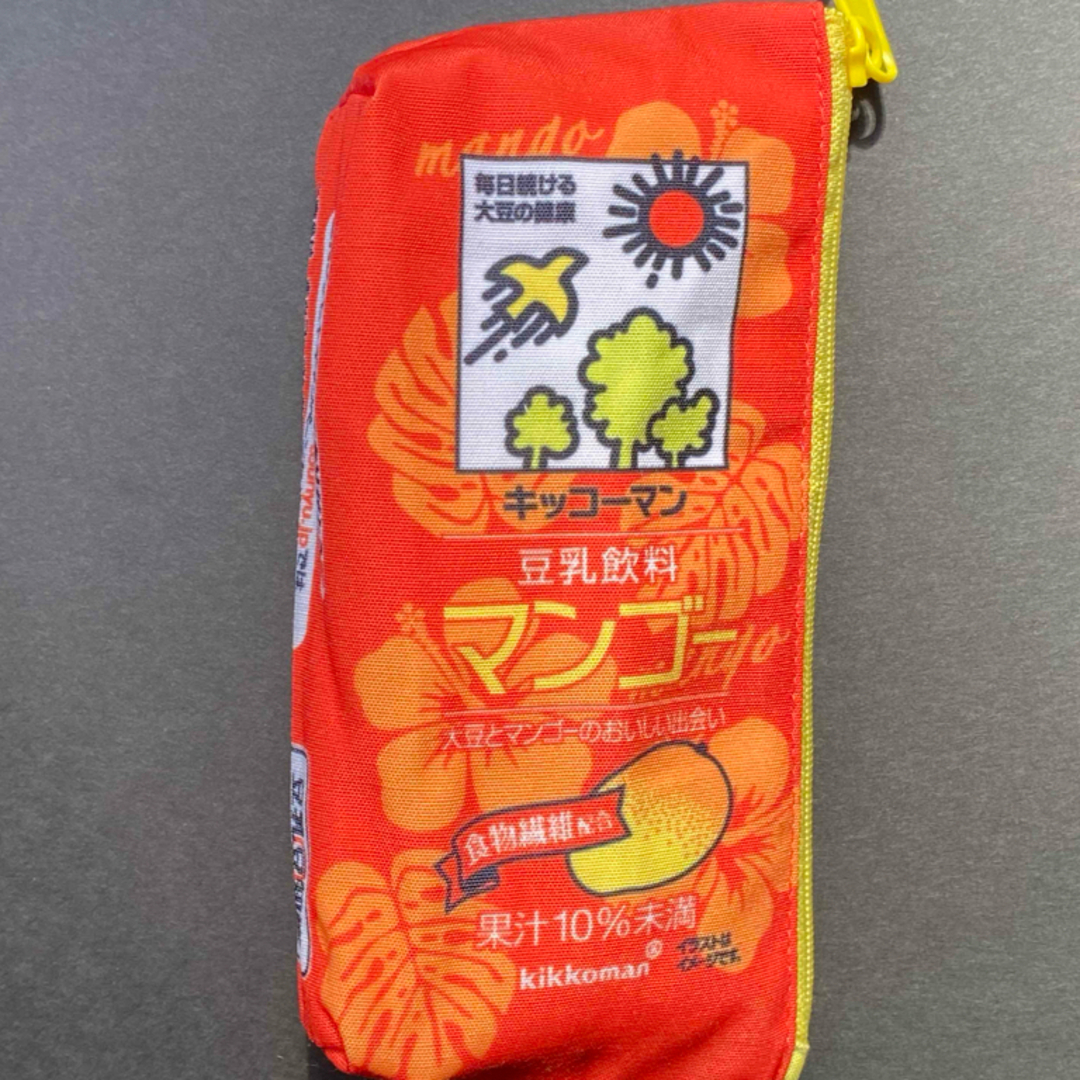 mango
毎日続ける
大豆の健康
キッコーマン
豆乳飲料
マンゴー
大豆とマンゴーのおいしい出会い
食物繊維配合
果汁10%未満
kikkoman®
イラストは
イメージです。